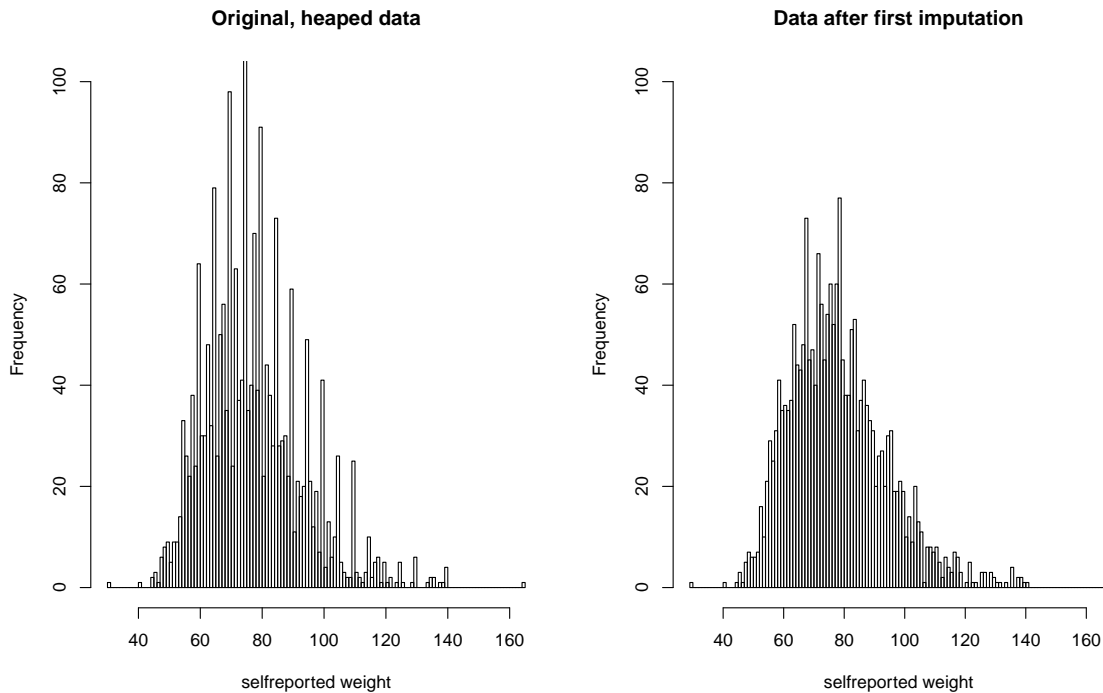 Original, heaped data
Frequency
100
80
60
40
20
0
40 60 80 100 120 140 160
selfreported weight
Data after first imputation
Frequency
100
80
60
40
20
0
40 60 80 100 120 140 160
selfreported weight